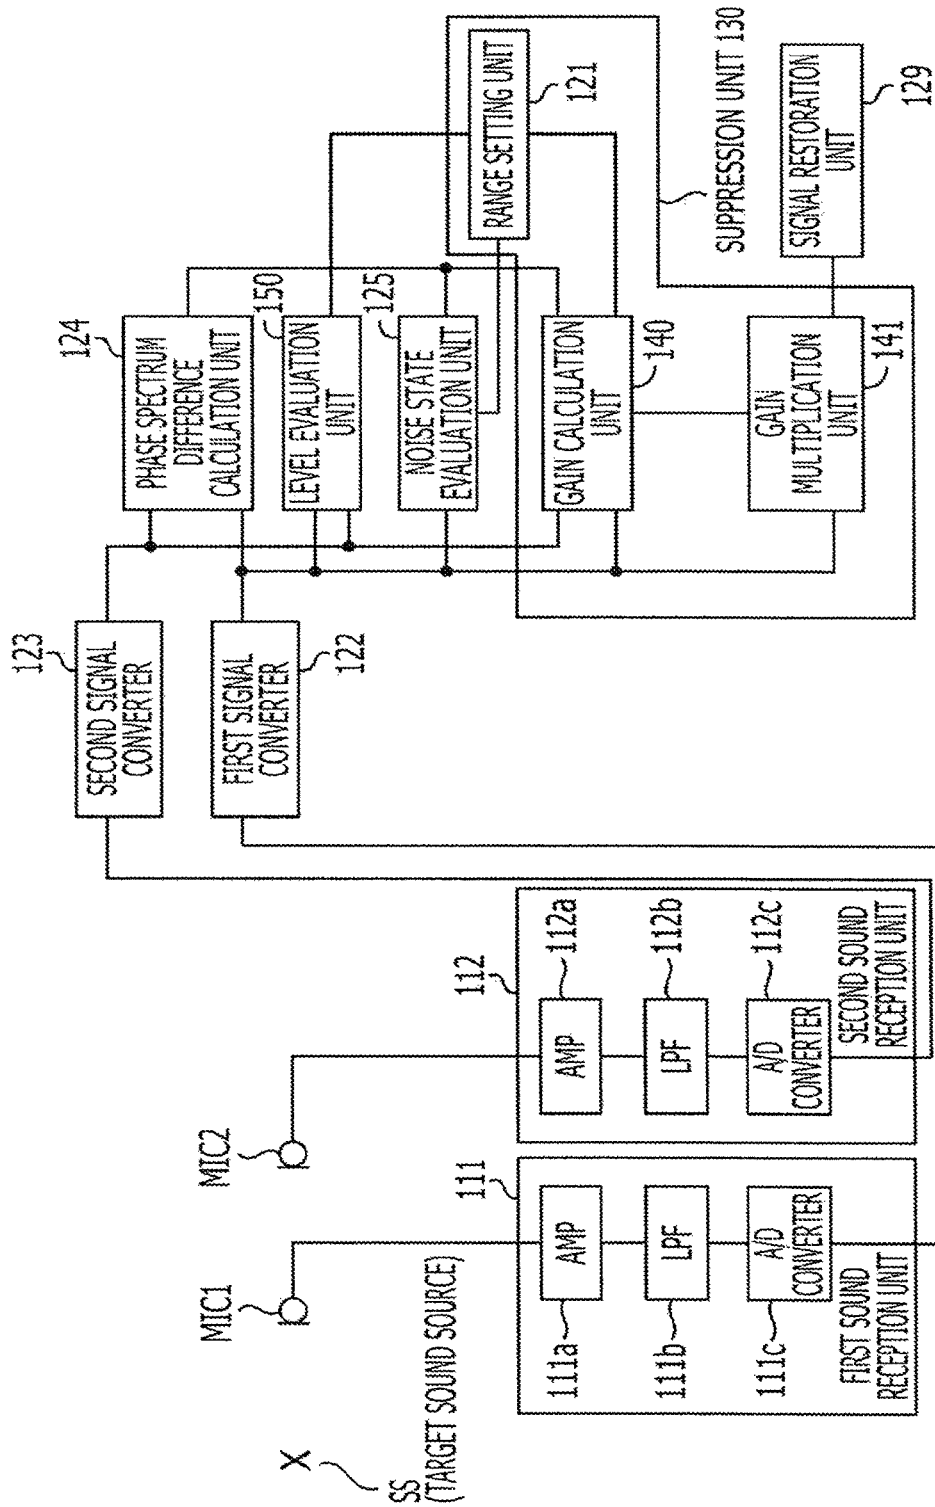 X
SS
(TARGET SOUND SOURCE)
MIC1
MIC2
111
111a
AMP
111b
LPF
111c
A/D
CONVERTER
FIRST SOUND
RECEPTION UNIT
112
AMP
112a
LPF
112b
A/D
CONVERTER
112c
SECOND SOUND
RECEPTION UNIT
123
SECOND SIGNAL
CONVERTER
FIRST SIGNAL
CONVERTER
122
124
PHASE SPECTRUM
DIFFERENCE
CALCULATION UNIT
150
LEVEL EVALUATION
UNIT
125
NOISE STATE
EVALUATION UNIT
RANGE SETTING UNIT
121
GAIN CALCULATION
UNIT
140
SUPPRESSION UNIT 130
GAIN
MULTIPLICATION
UNIT
141
SIGNAL RESTORATION
UNIT
129